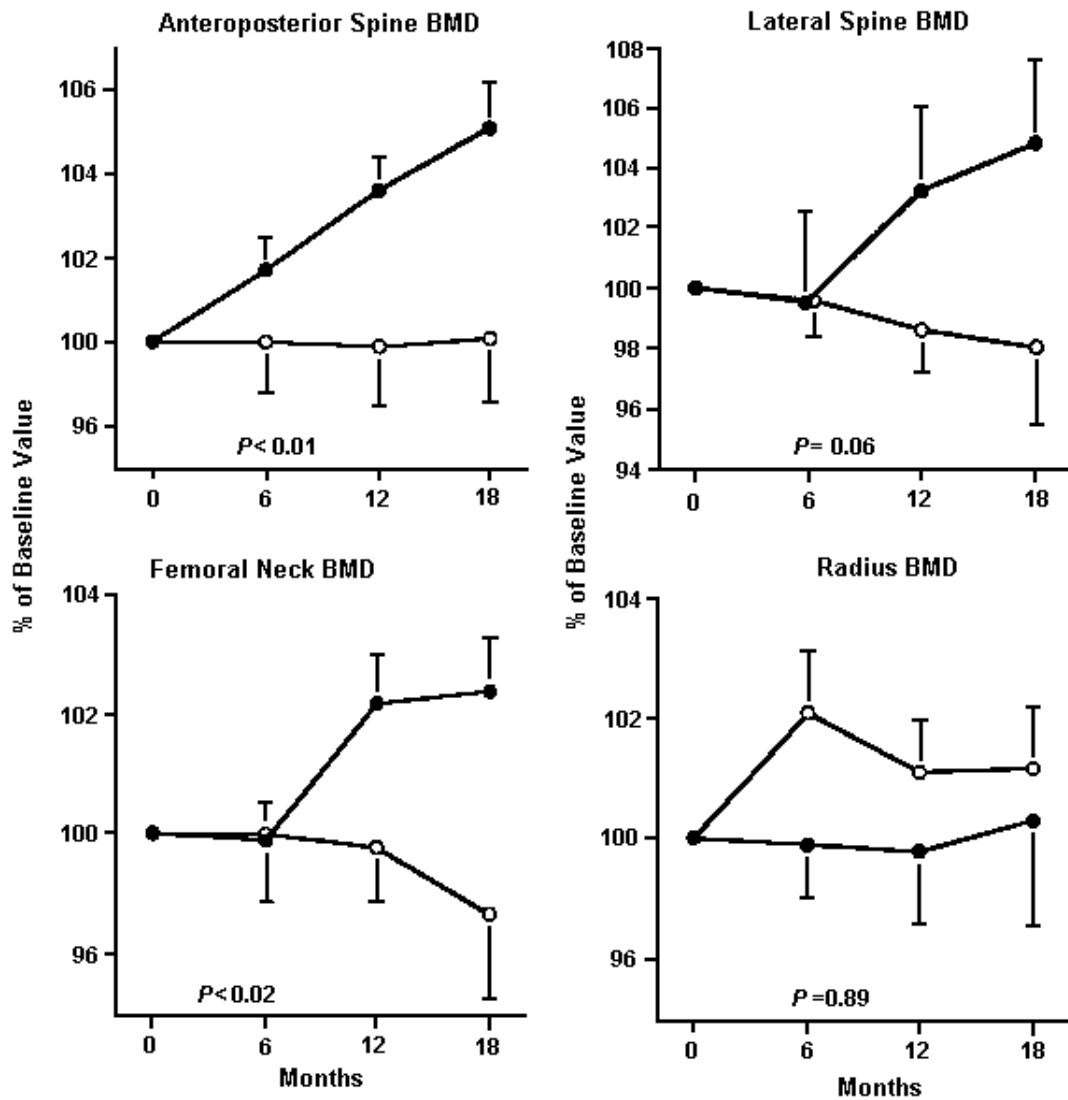 Anteroposterior Spine BMD
106
104
102
100
96
P< 0.01
0 6 12 18
Lateral Spine BMD
108
106
104
102
100
98
96
94
P= 0.06
0 6 12 18
% of Baseline Value
% of Baseline Value
Femoral Neck BMD
104
102
100
96
P<0.02
0 6 12 18
Months
Radius BMD
104
102
100
96
P =0.89
0 6 12 18
Months